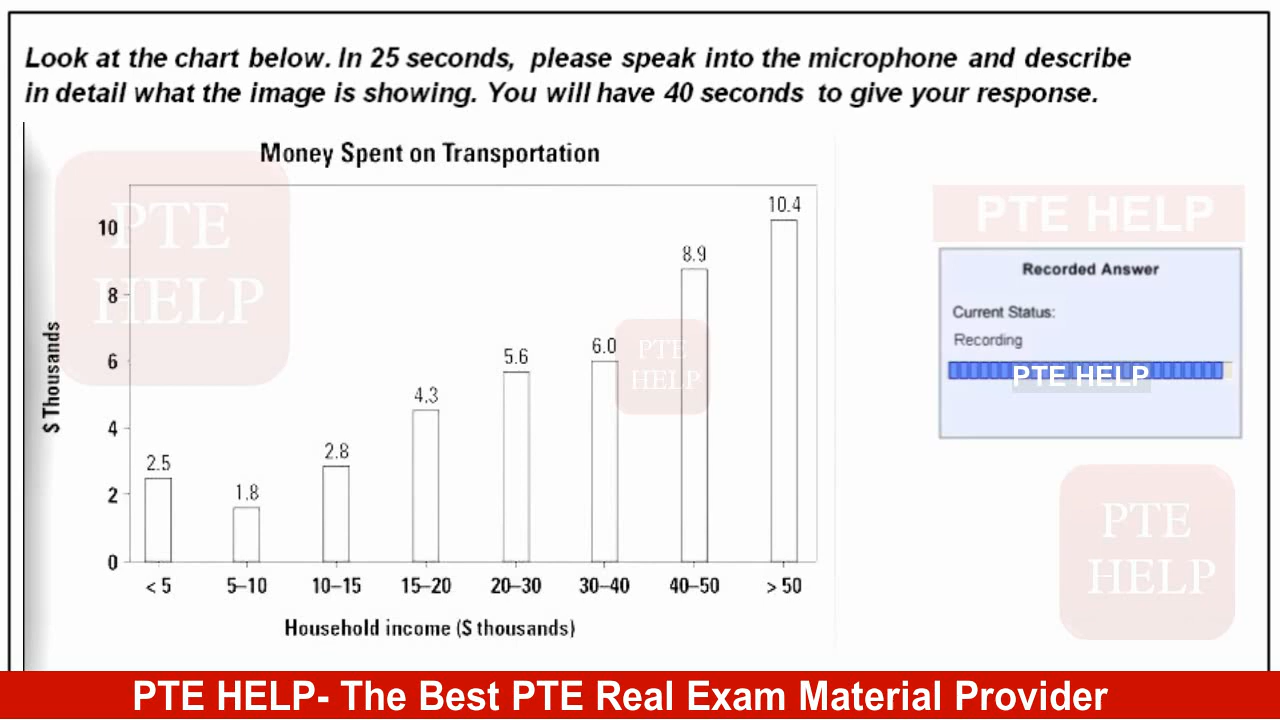 Look at the chart below. In 25 seconds, please speak into the microphone and describe
in detail what the image is showing. You will have 40 seconds to give your response.
Money Spent on Transportation
PTE
HELP
$ Thousands
10
8
6
4
2
0
2.5
1.8
2.8
4.3
5.6
6.0
8.9
10.4
PTE
HELP
< 5
5–10
10–15
15–20
20–30
30–40
40–50
> 50
Household income ($ thousands)
PTE HELP
Recorded Answer
Current Status:
Recording
PTE HELP
PTE
HELP
PTE HELP- The Best PTE Real Exam Material Provider